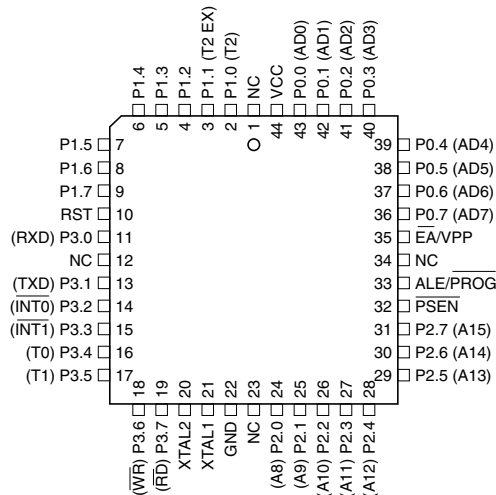 P1.4
P1.3
P1.2
P1.1 (T2 EX)
P1.0 (T2)
NC
VCC
P0.0 (AD0)
P0.1 (AD1)
P0.2 (AD2)
P0.3 (AD3)
6
5
4
3
2
1
44
43
42
41
40
P1.5 7
P1.6 8
P1.7 9
RST 10
(RXD) P3.0 11
NC 12
(TXD) P3.1 13
(INT0) P3.2 14
(INT1) P3.3 15
(T0) P3.4 16
(T1) P3.5 17
39 P0.4 (AD4)
38 P0.5 (AD5)
37 P0.6 (AD6)
36 P0.7 (AD7)
35 EA/VPP
34 NC
33 ALE/PROG
32 PSEN
31 P2.7 (A15)
30 P2.6 (A14)
29 P2.5 (A13)
18
19
20
21
22
23
24
25
26
27
28
(WR) P3.6
(RD) P3.7
XTAL2
XTAL1
GND
NC
(A8) P2.0
(A9) P2.1
(A10) P2.2
(A11) P2.3
(A12) P2.4